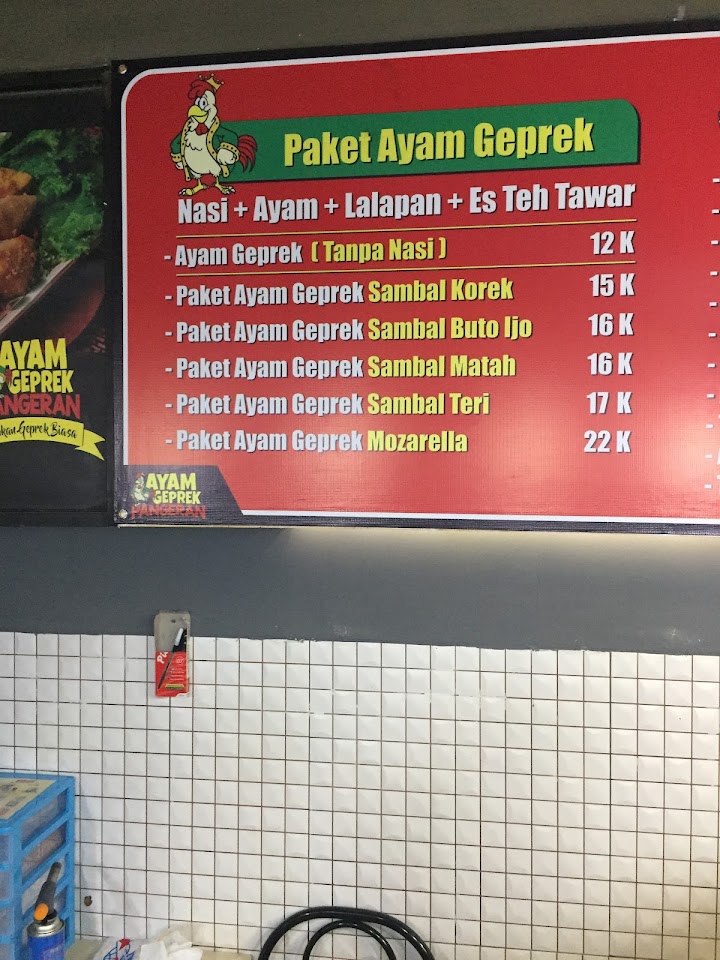 Paket Ayam Geprek
Nasi + Ayam + Lalapan + Es Teh Tawar
- Ayam Geprek ( Tanpa Nasi ) 12 K
- Paket Ayam Geprek Sambal Korek 15 K
- Paket Ayam Geprek Sambal Buto Ijo 16 K
- Paket Ayam Geprek Sambal Matah 16 K
- Paket Ayam Geprek Sambal Teri 17 K
- Paket Ayam Geprek Mozarella 22 K
AYAM
GEPREK
PANGERAN
AYAM
GEPREK
Geprek Biasa